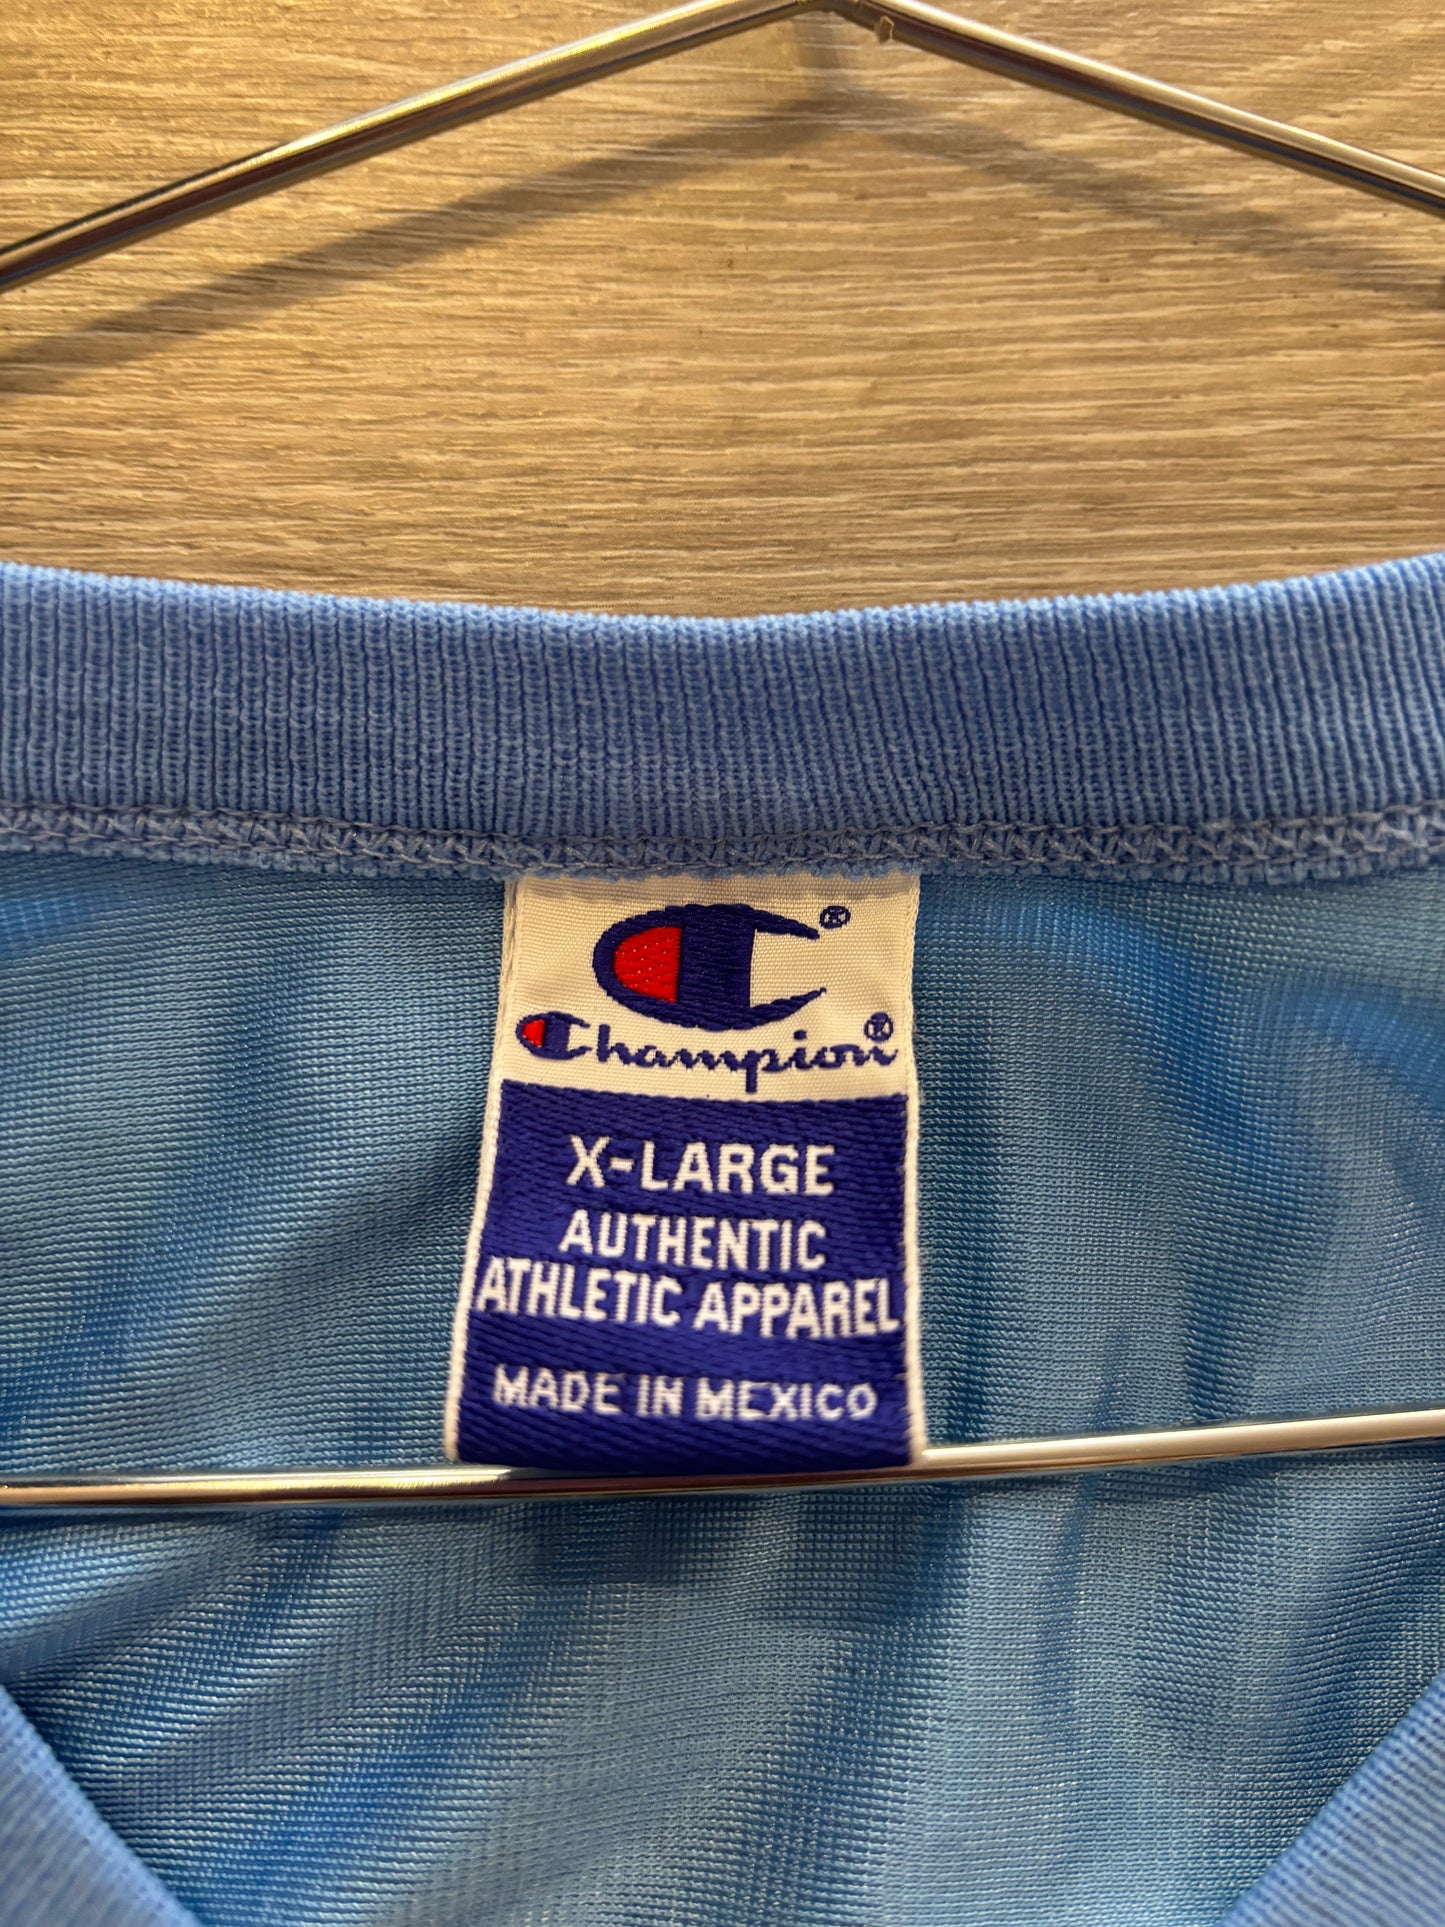 ®
Champion®
X-LARGE
AUTHENTIC
ATHLETIC APPAREL
MADE IN MEXICO